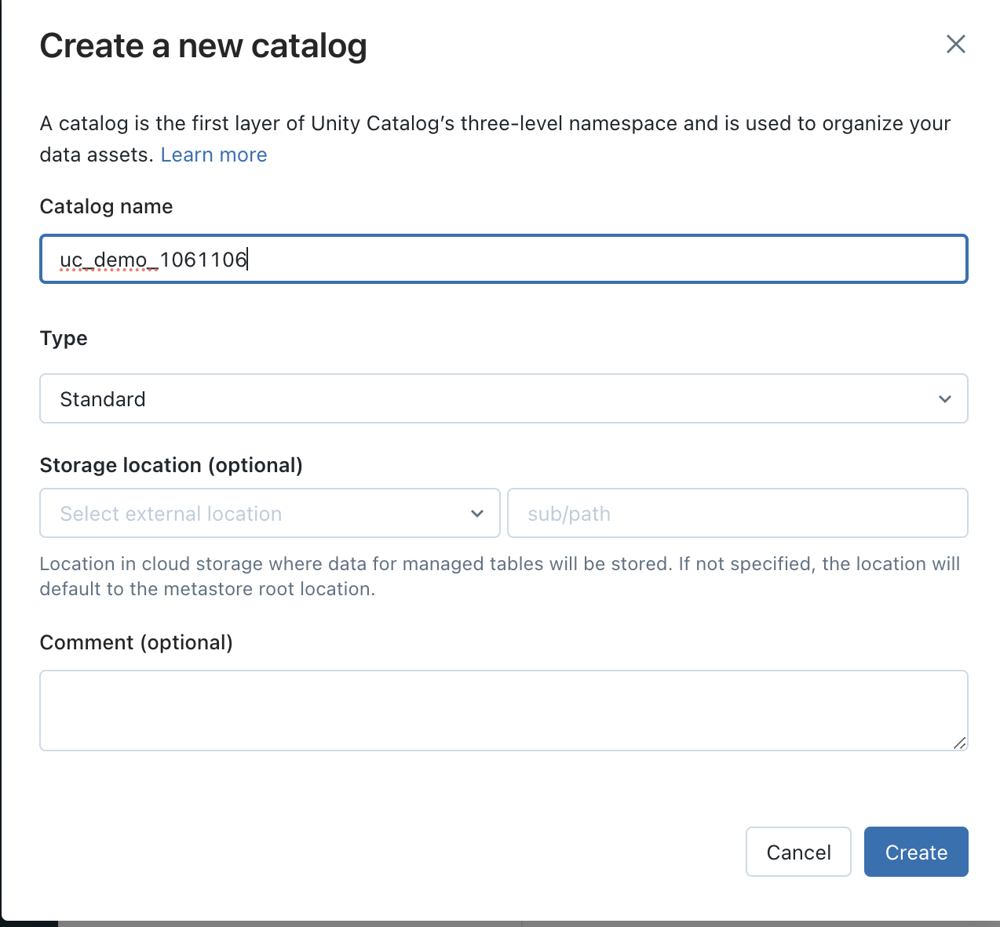 Create a new catalog
A catalog is the first layer of Unity Catalog’s three-level namespace and is used to organize your
data assets. Learn more
Catalog name
uc_demo_1061106
Type
Standard
Storage location (optional)
Select external location
sub/path
Location in cloud storage where data for managed tables will be stored. If not specified, the location will
default to the metastore root location.
Comment (optional)
Cancel
Create